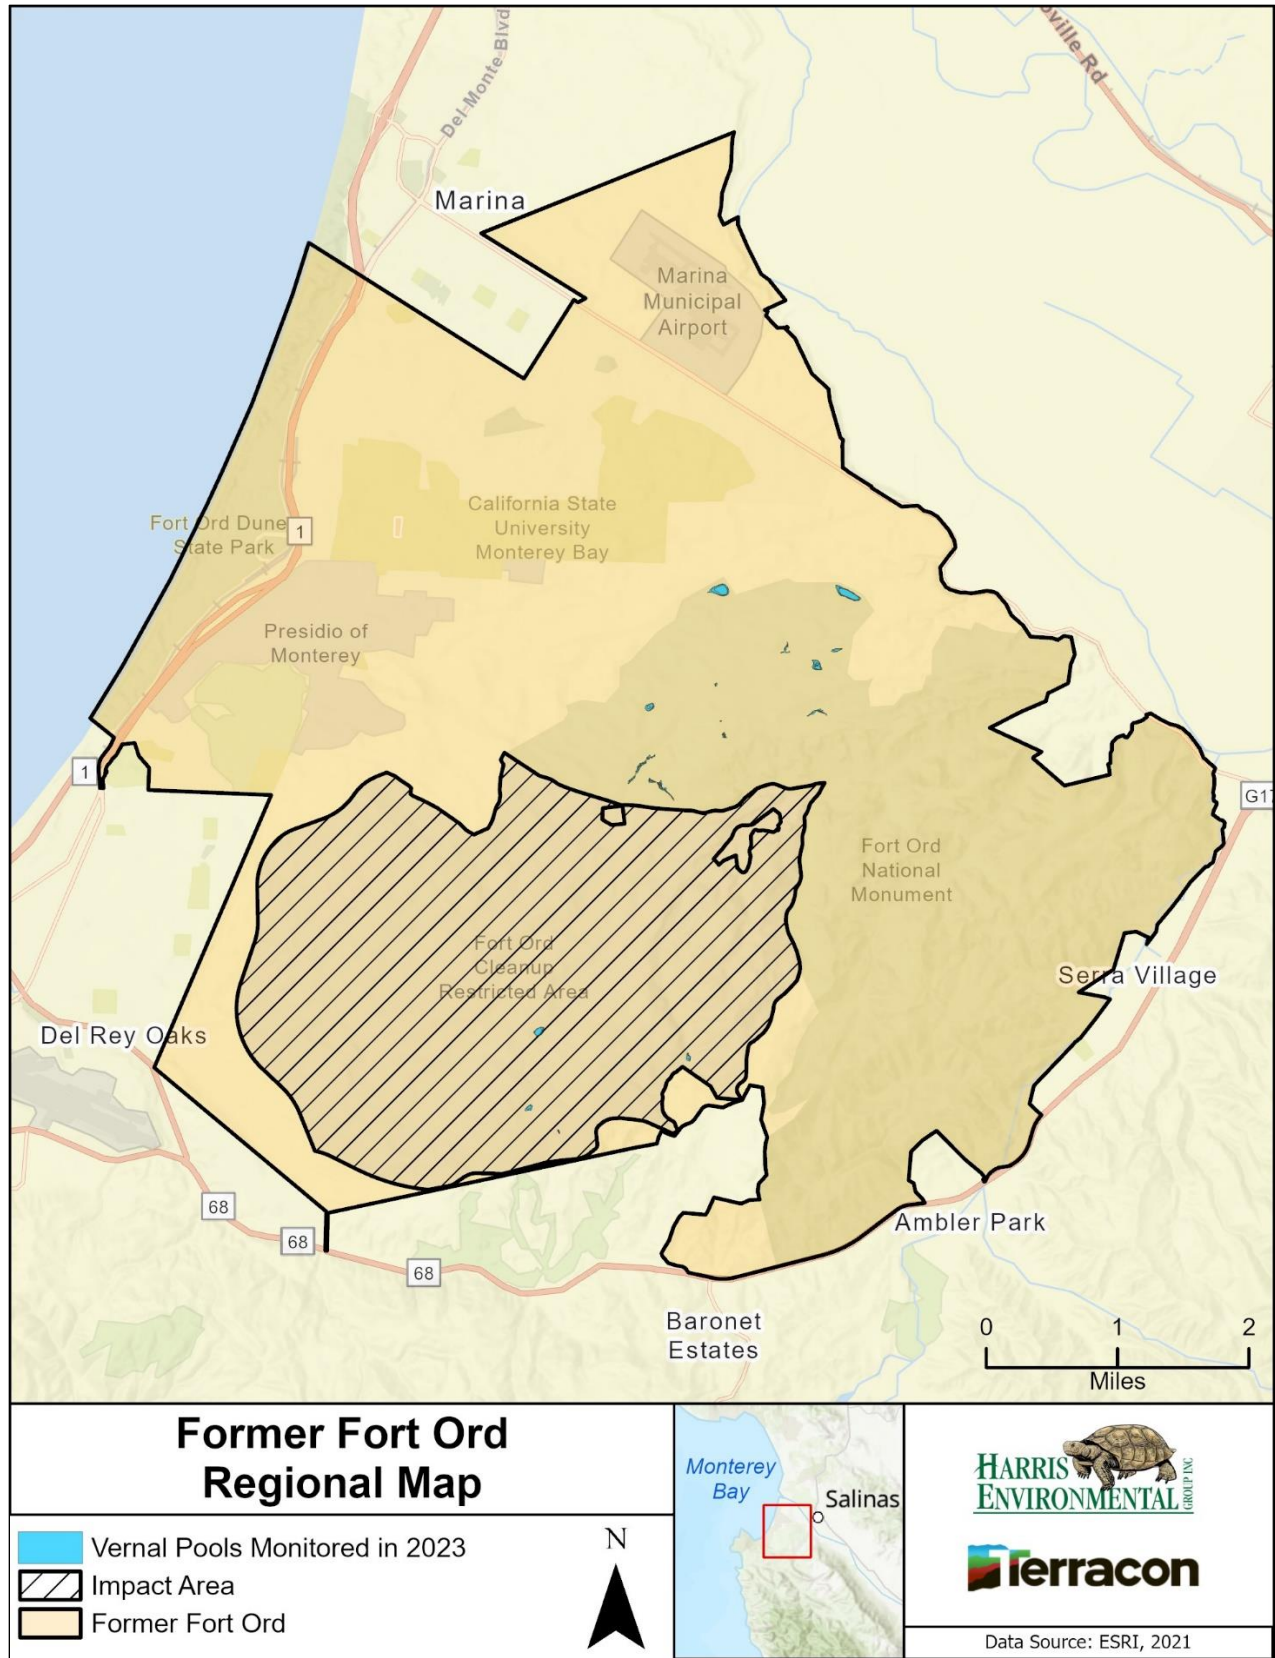 Del Monte Blvd
oville Rd
Marina
Marina
Municipal
Airport
California State
University
Monterey Bay
Fort Ord Dune
State Park
1
Presidio of
Monterey
1
G17
Fort Ord
National
Monument
Fort Ord
Cleanup
Restricted Area
Serra Village
Del Rey Oaks
68
68
68
Ambler Park
Baronet
Estates
0 1 2
Miles
Former Fort Ord
Regional Map
Vernal Pools Monitored in 2023
Impact Area
Former Fort Ord
N
Monterey
Bay
Salinas
HARRIS
ENVIRONMENTAL
GROUP INC
Terracon
Data Source: ESRI, 2021